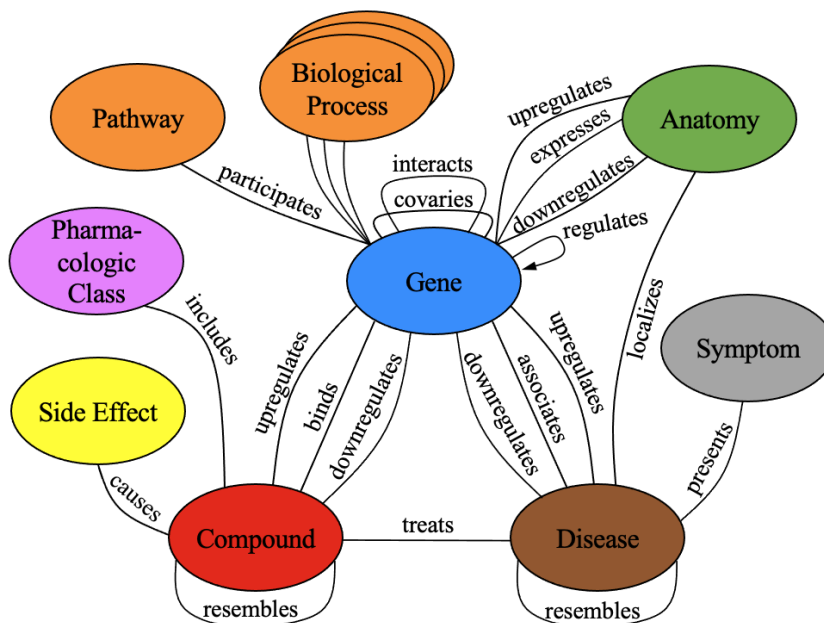 Biological
Process
Pathway
Anatomy
upregulates
expresses
downregulates
interacts
covaries
participates
regulates
Pharma-
cologic
Class
Gene
includes
localizes
Symptom
upregulates
binds
downregulates
downregulates
associates
upregulates
Side Effect
causes
presents
Compound
treats
Disease
resembles
resembles